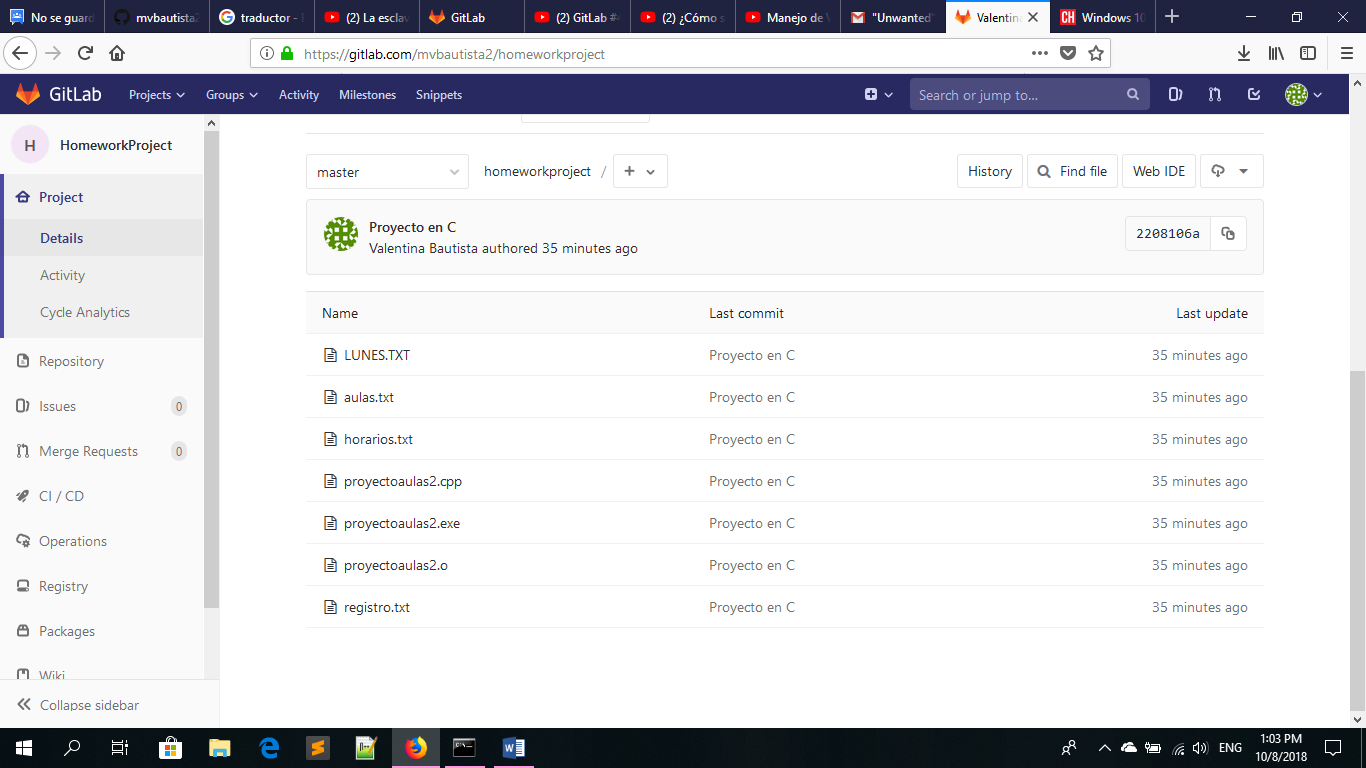 No se guard
mvbautista2
traductor - B
(2) La esclav
GitLab
(2) GitLab #4
(2) ¿Cómo s
Manejo de V
"Unwanted"
Valentina
CH Windows 10
https://gitlab.com/mvbautista2/homeworkproject
GitLab
Projects
Groups
Activity
Milestones
Snippets
Search or jump to...
H
HomeworkProject
Project
Details
Activity
Cycle Analytics
Repository
Issues 0
Merge Requests 0
CI / CD
Operations
Registry
Packages
Wiki
Collapse sidebar
master
homeworkproject /
+
History
Find file
Web IDE
Proyecto en C
Valentina Bautista authored 35 minutes ago
2208106a
Name Last commit Last update
LUNES.TXT Proyecto en C 35 minutes ago
aulas.txt Proyecto en C 35 minutes ago
horarios.txt Proyecto en C 35 minutes ago
proyectoaulas2.cpp Proyecto en C 35 minutes ago
proyectoaulas2.exe Proyecto en C 35 minutes ago
proyectoaulas2.o Proyecto en C 35 minutes ago
registro.txt Proyecto en C 35 minutes ago
ENG
1:03 PM
10/8/2018